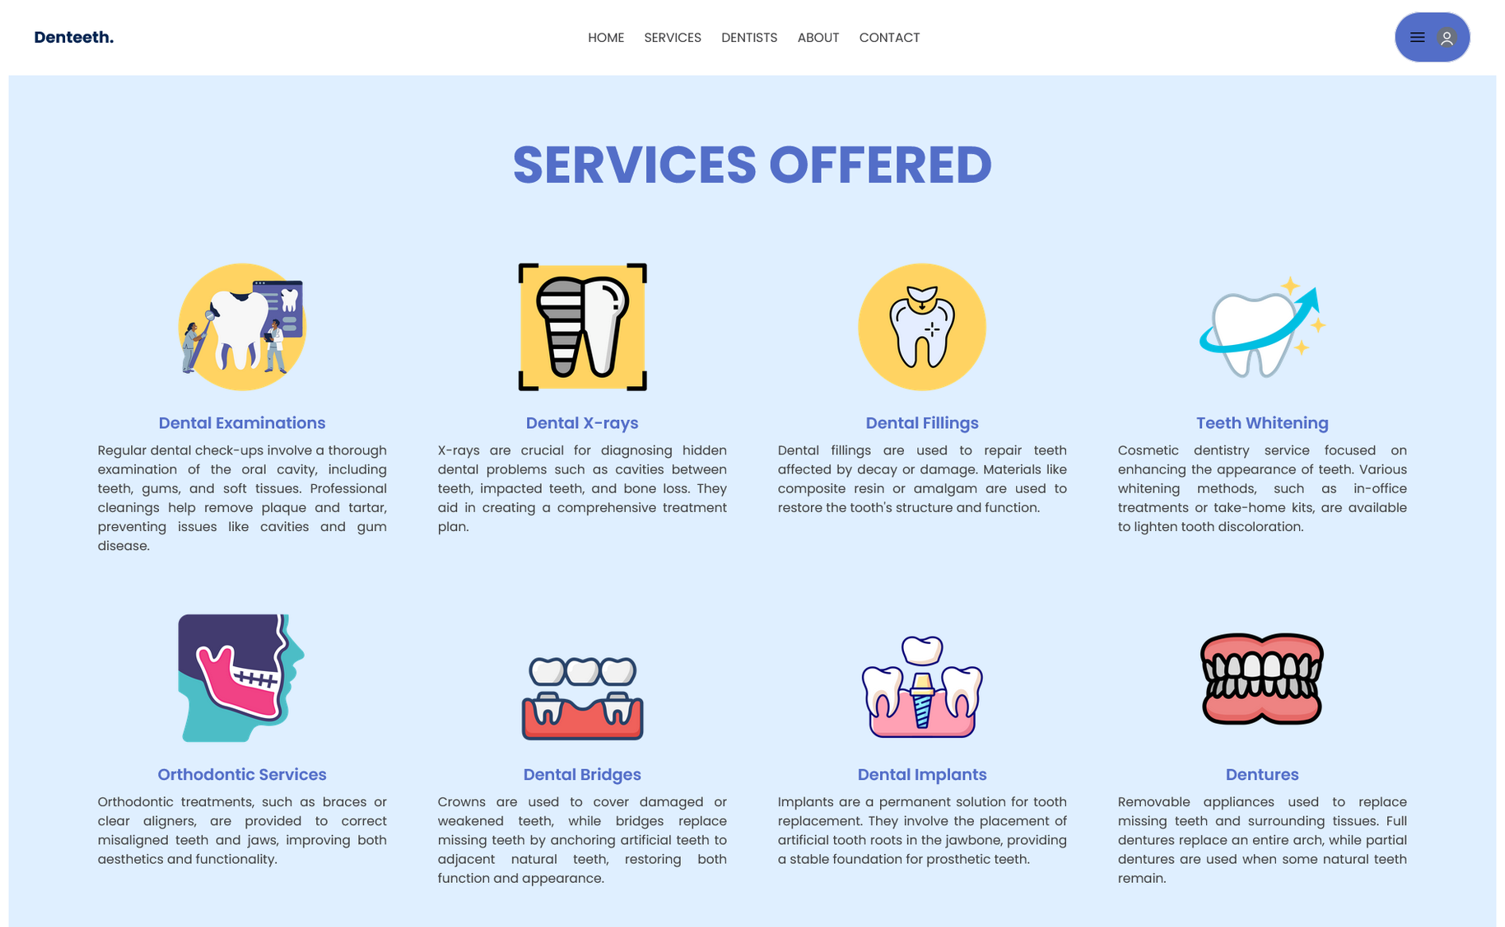 Denteeth.
HOME SERVICES DENTISTS ABOUT CONTACT
SERVICES OFFERED
Dental Examinations
Regular dental check-ups involve a thorough
examination of the oral cavity, including
teeth, gums, and soft tissues. Professional
cleanings help remove plaque and tartar,
preventing issues like cavities and gum
disease.
Dental X-rays
X-rays are crucial for diagnosing hidden
dental problems such as cavities between
teeth, impacted teeth, and bone loss. They
aid in creating a comprehensive treatment
plan.
Dental Fillings
Dental fillings are used to repair teeth
affected by decay or damage. Materials like
composite resin or amalgam are used to
restore the tooth's structure and function.
Teeth Whitening
Cosmetic dentistry service focused on
enhancing the appearance of teeth. Various
whitening methods, such as in-office
treatments or take-home kits, are available
to lighten tooth discoloration.
Orthodontic Services
Orthodontic treatments, such as braces or
clear aligners, are provided to correct
misaligned teeth and jaws, improving both
aesthetics and functionality.
Dental Bridges
Crowns are used to cover damaged or
weakened teeth, while bridges replace
missing teeth by anchoring artificial teeth to
adjacent natural teeth, restoring both
function and appearance.
Dental Implants
Implants are a permanent solution for tooth
replacement. They involve the placement of
artificial tooth roots in the jawbone, providing
a stable foundation for prosthetic teeth.
Dentures
Removable appliances used to replace
missing teeth and surrounding tissues. Full
dentures replace an entire arch, while partial
dentures are used when some natural teeth
remain.